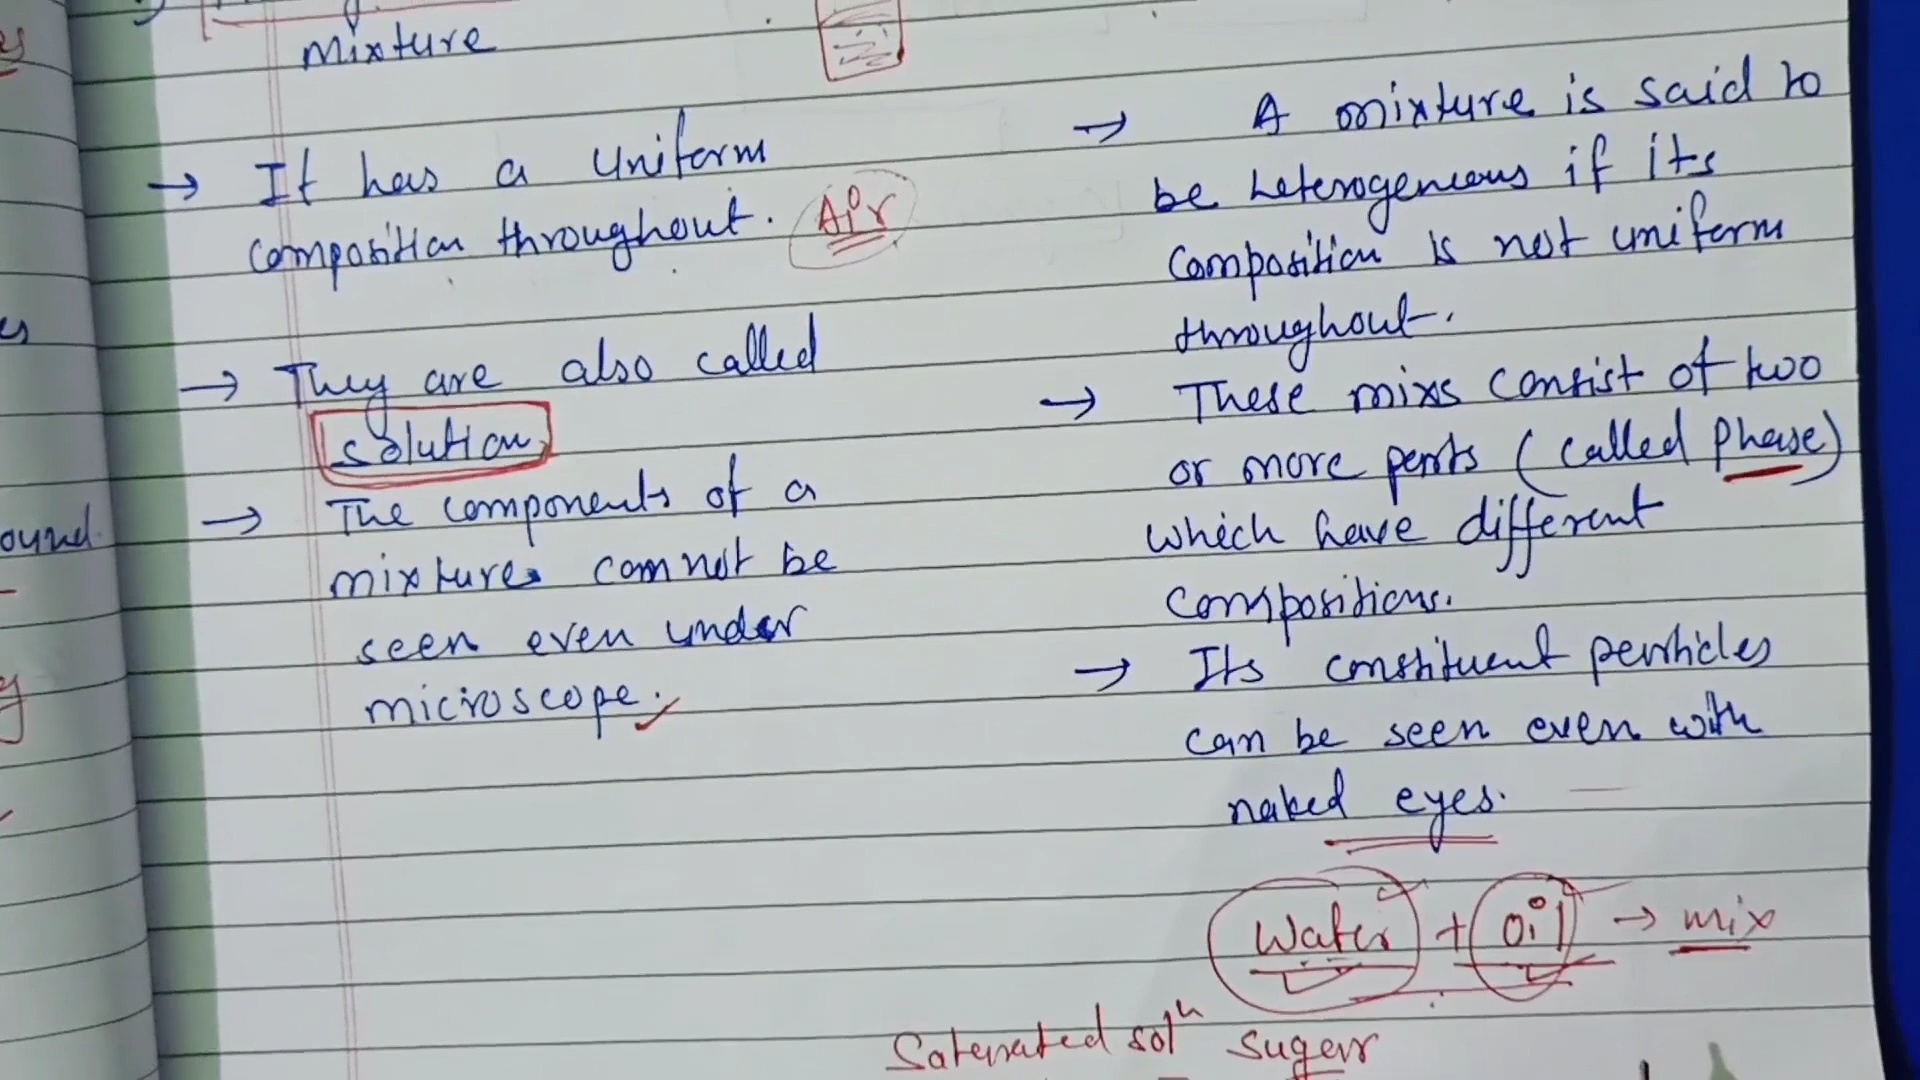 mixture
→ It has a uniform
composition throughout. Air
→ They are also called
solution
→ The components of a
mixtures cannot be
seen even under
microscope.
→ A mixture is said to
be heterogeneous if its
composition is not uniform
throughout.
→ These mixs consist of two
or more parts (called phase)
which have different
compositions.
→ Its constituent particles
can be seen even with
naked eyes.
Water + Oil → mix
Saturated solⁿ sugar
ound.